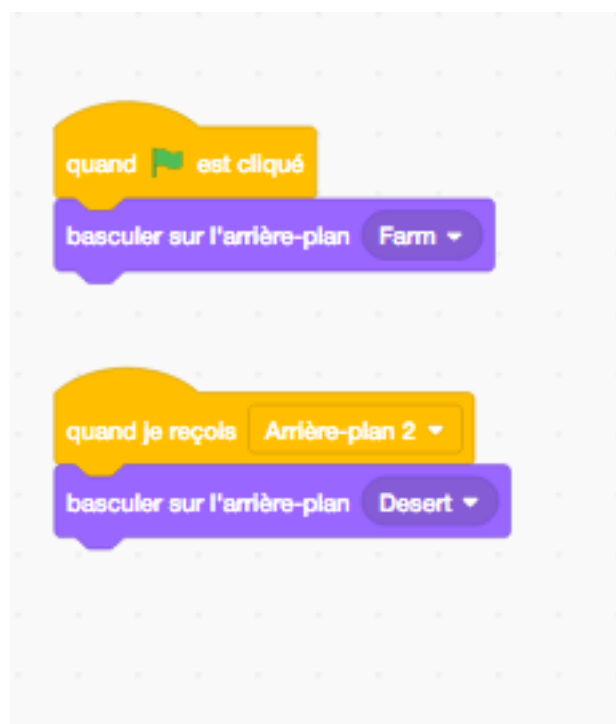 quand est cliqué
basculer sur l'arrière-plan Farm
quand je reçois Arrière-plan 2
basculer sur l'arrière-plan Desert